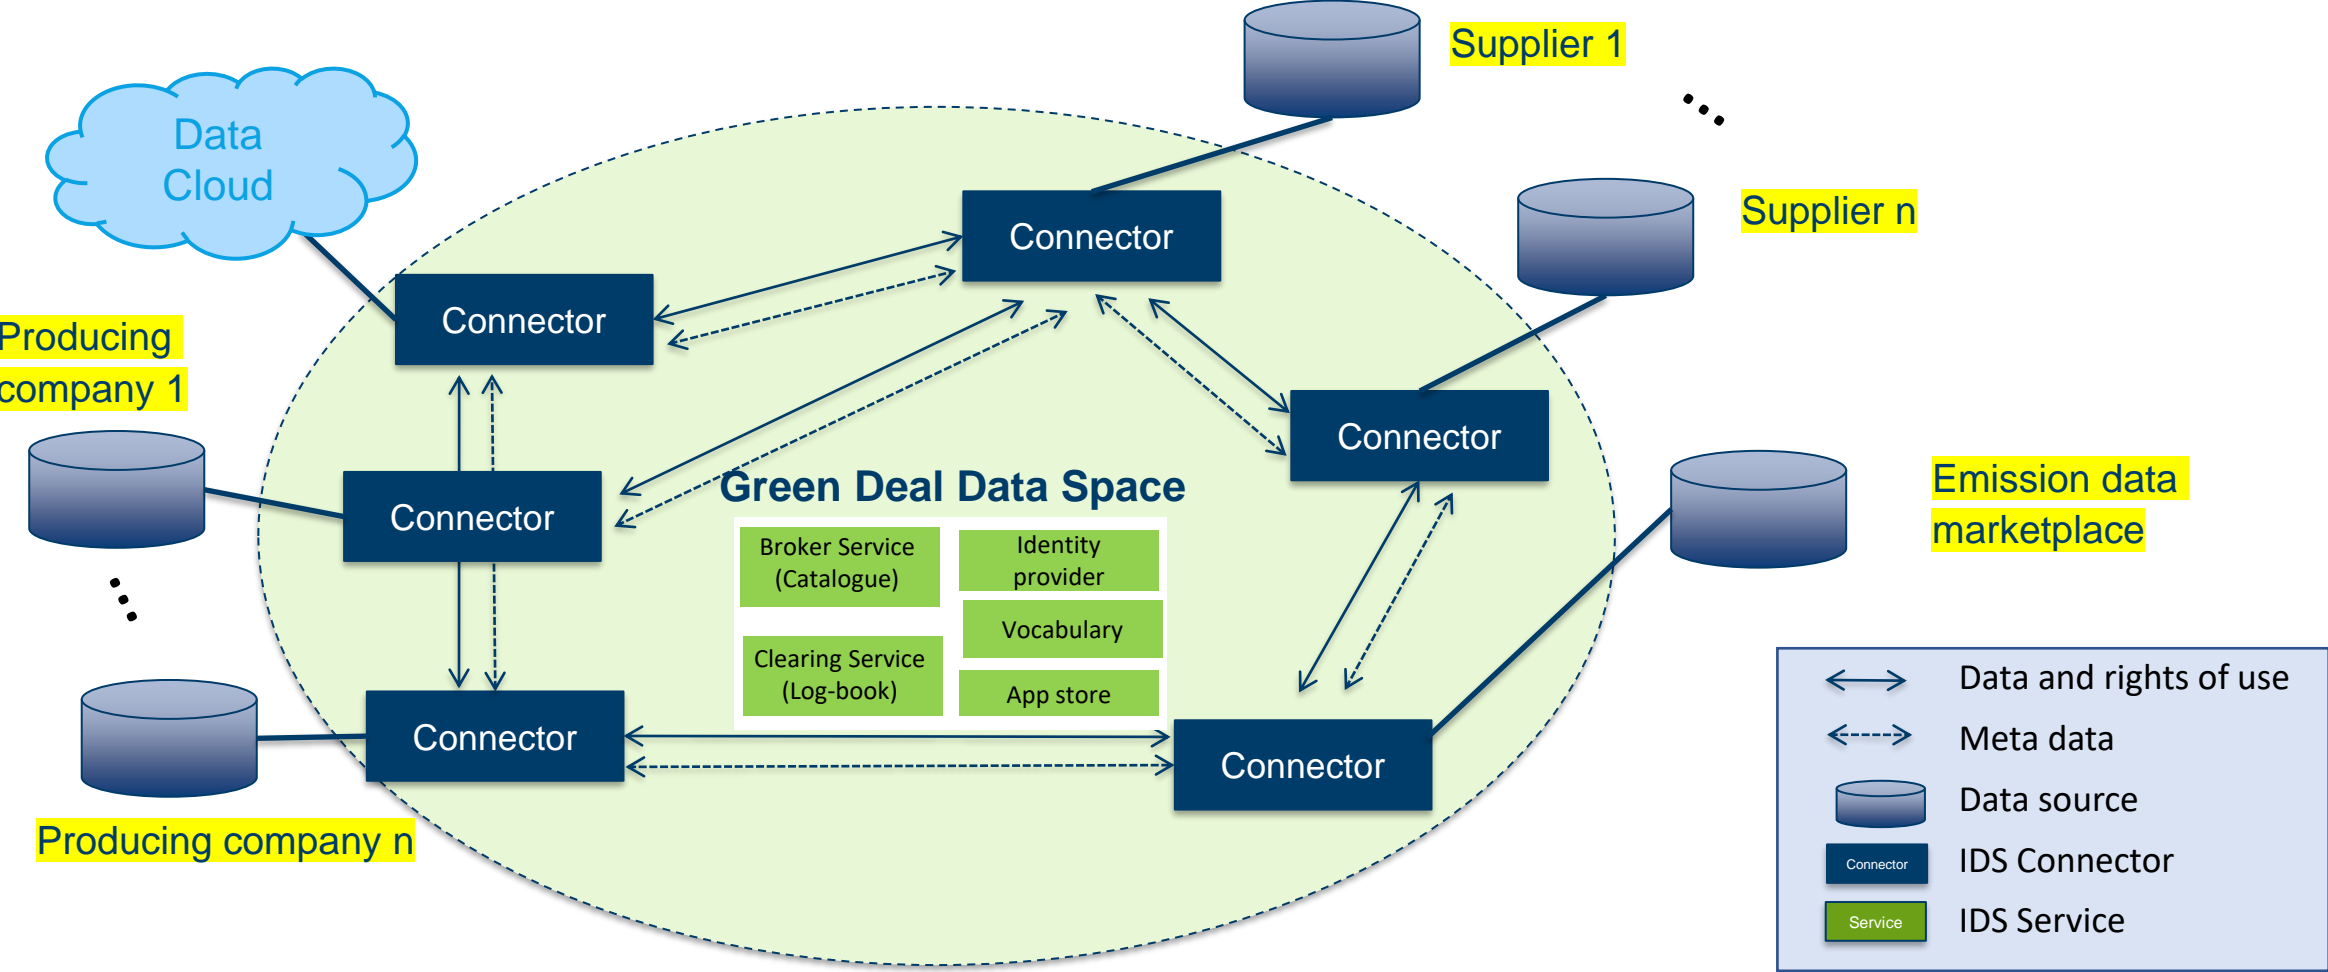 Supplier 1
Data
Cloud
Supplier n
Connector
Connector
Producing
company 1
Connector
Green Deal Data Space
Connector
Emission data
marketplace
Broker Service
(Catalogue)
Identity
provider
Vocabulary
Clearing Service
(Log-book)
App store
Connector
Connector
Producing company n
Data and rights of use
Meta data
Data source
Connector
IDS Connector
Service
IDS Service